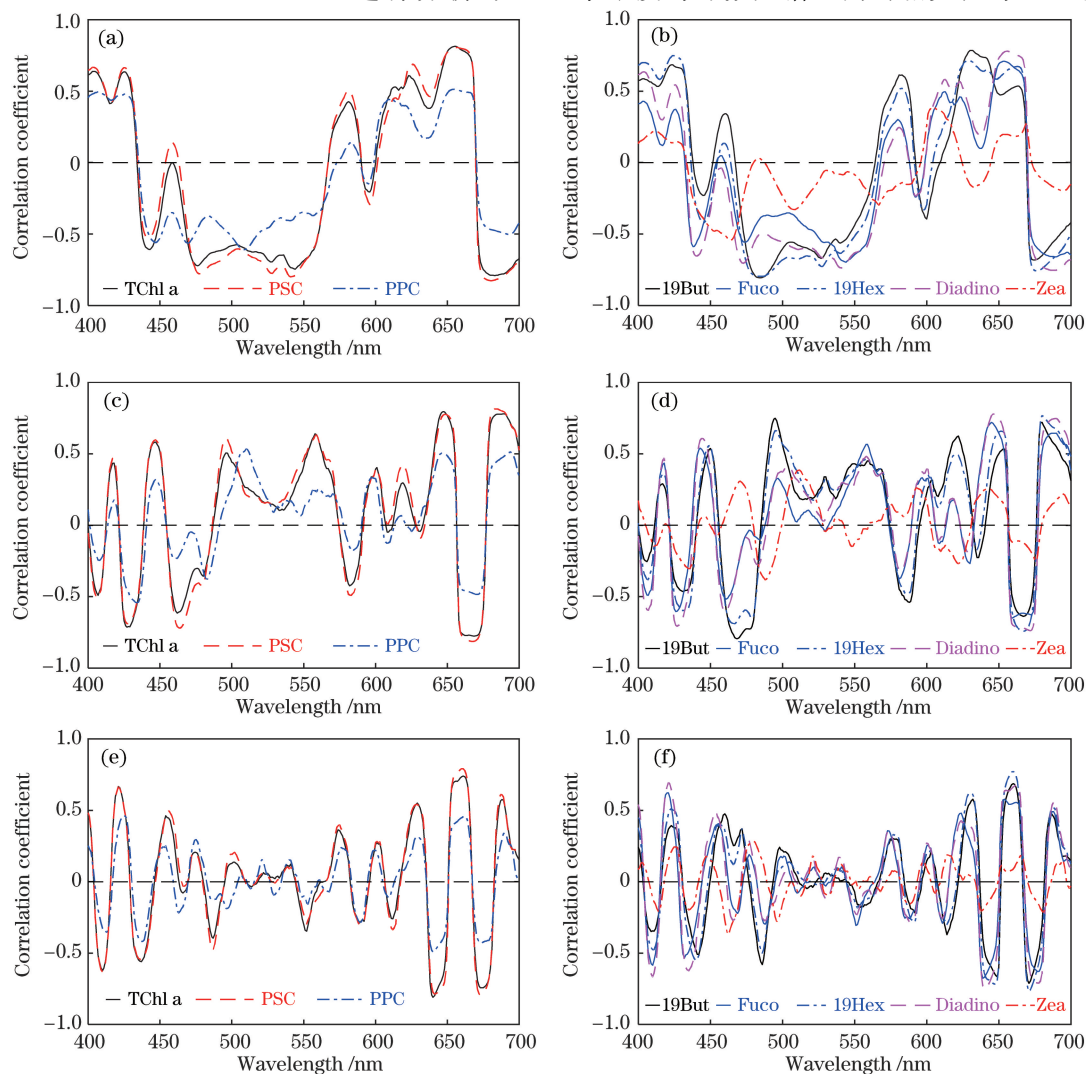 (a)
1.0
0.5
0
−0.5
−1.0
Correlation coefficient
TChl a PSC PPC
400 450 500 550 600 650 700
Wavelength /nm
(b)
1.0
0.5
0
−0.5
−1.0
Correlation coefficient
19But Fuco 19Hex Diadino Zea
400 450 500 550 600 650 700
Wavelength /nm
(c)
1.0
0.5
0
−0.5
−1.0
Correlation coefficient
TChl a PSC PPC
400 450 500 550 600 650 700
Wavelength /nm
(d)
1.0
0.5
0
−0.5
−1.0
Correlation coefficient
19But Fuco 19Hex Diadino Zea
400 450 500 550 600 650 700
Wavelength /nm
(e)
1.0
0.5
0
−0.5
−1.0
Correlation coefficient
TChl a PSC PPC
400 450 500 550 600 650 700
Wavelength /nm
(f)
1.0
0.5
0
−0.5
−1.0
Correlation coefficient
19But Fuco 19Hex Diadino Zea
400 450 500 550 600 650 700
Wavelength /nm